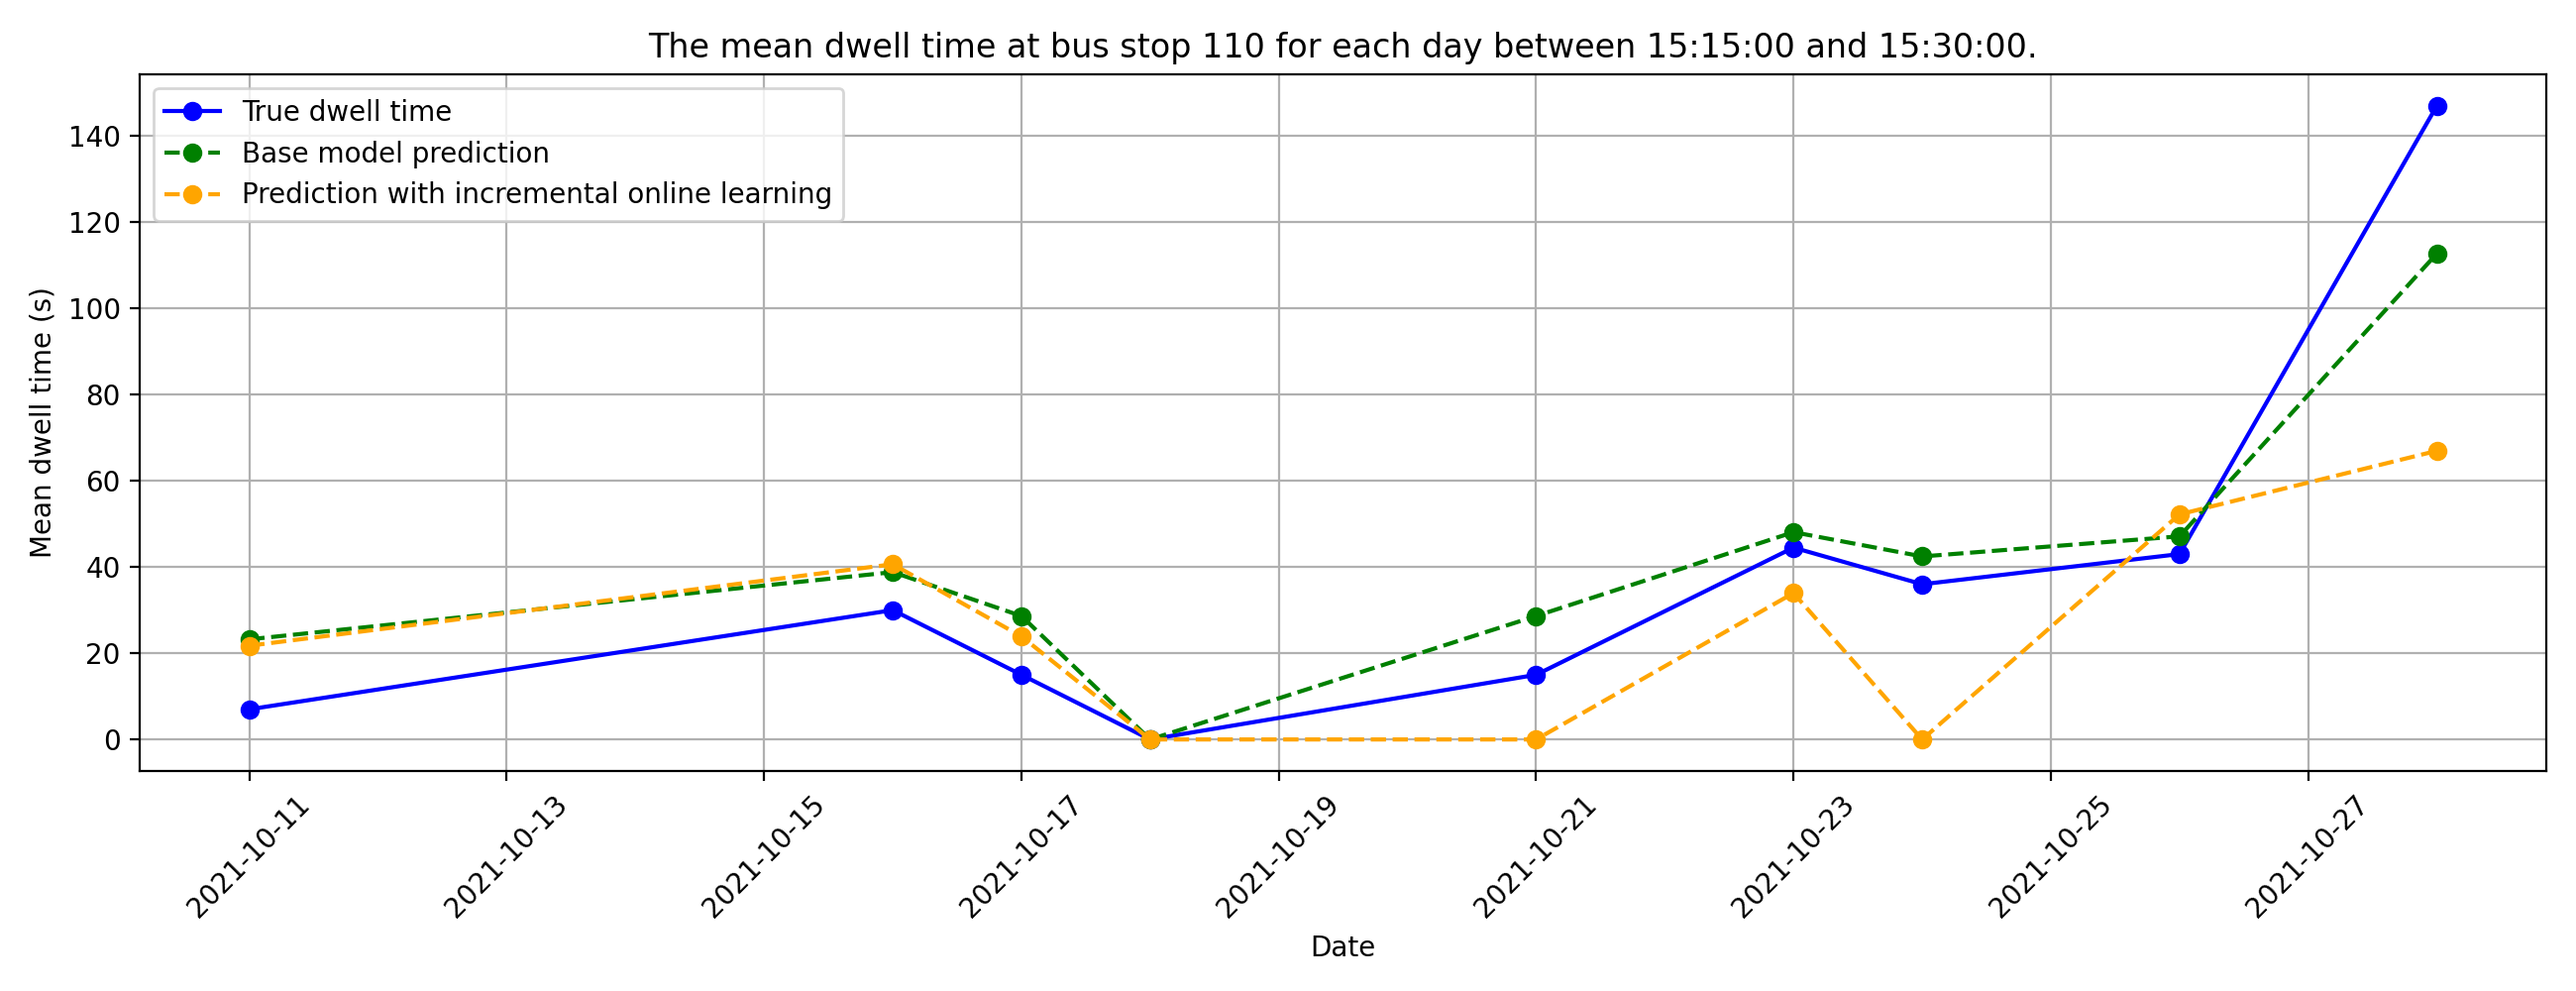 The mean dwell time at bus stop 110 for each day between 15:15:00 and 15:30:00.
True dwell time
Base model prediction
Prediction with incremental online learning
Mean dwell time (s)
140
120
100
80
60
40
20
0
2021-10-11
2021-10-13
2021-10-15
2021-10-17
2021-10-19
2021-10-21
2021-10-23
2021-10-25
2021-10-27
Date